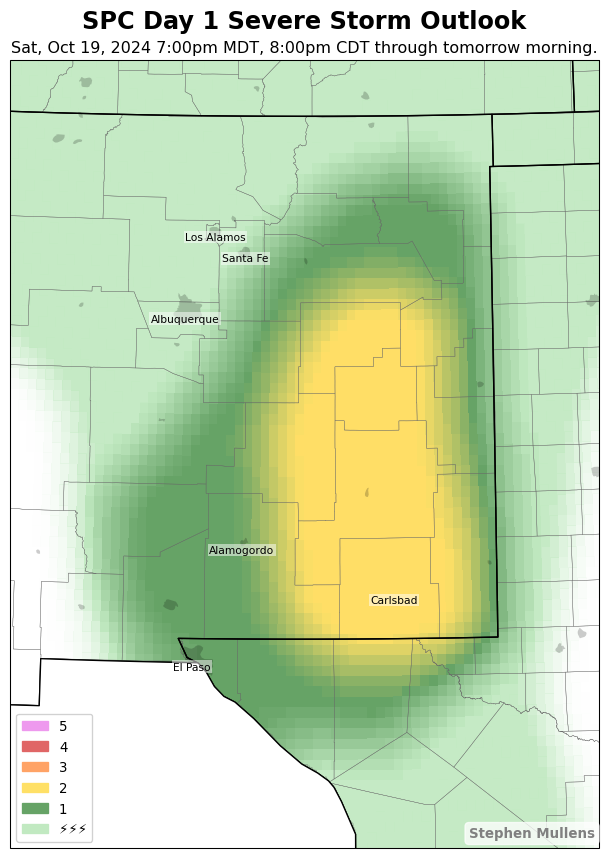 SPC Day 1 Severe Storm Outlook
Sat, Oct 19, 2024 7:00pm MDT, 8:00pm CDT through tomorrow morning.
Los Alamos
Santa Fe
Albuquerque
Alamogordo
Carlsbad
El Paso
5
4
3
2
1
⚡⚡⚡
Stephen Mullens